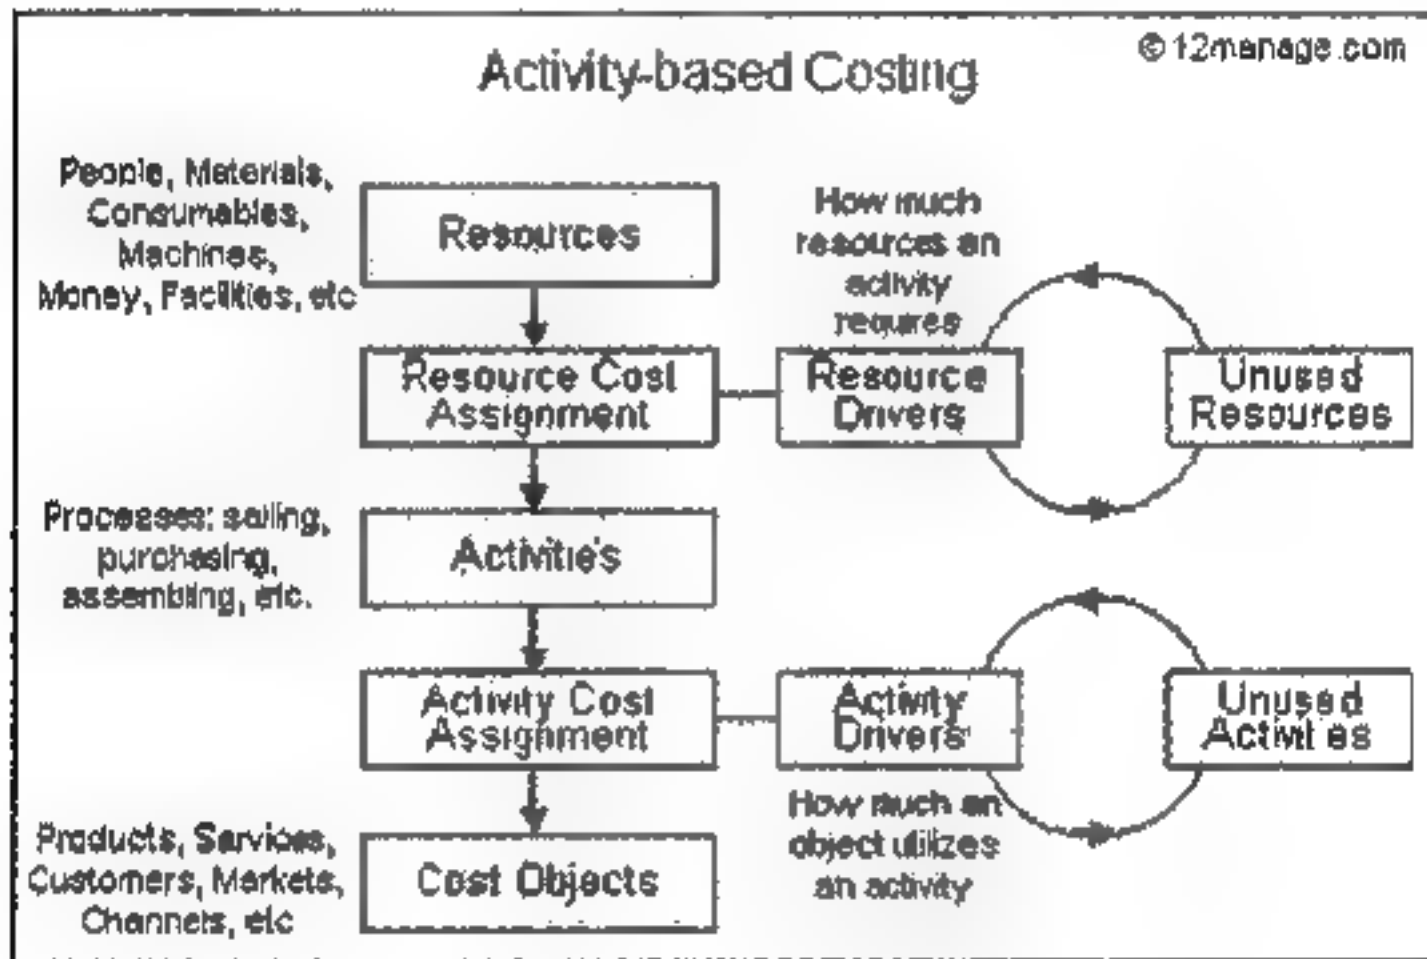 © 12manage.com
Activity-based Costing
People, Materials,
Consumables,
Machines,
Money, Facilities, etc
Resources
How much
resources an
activity
requires
Resource Cost
Assignment
Resource
Drivers
Unused
Resources
Processes: selling,
purchasing,
assembling, etc.
Activities
Activity Cost
Assignment
Activity
Drivers
Unused
Activities
How much an
object utilizes
an activity
Products, Services,
Customers, Markets,
Channels, etc
Cost Objects